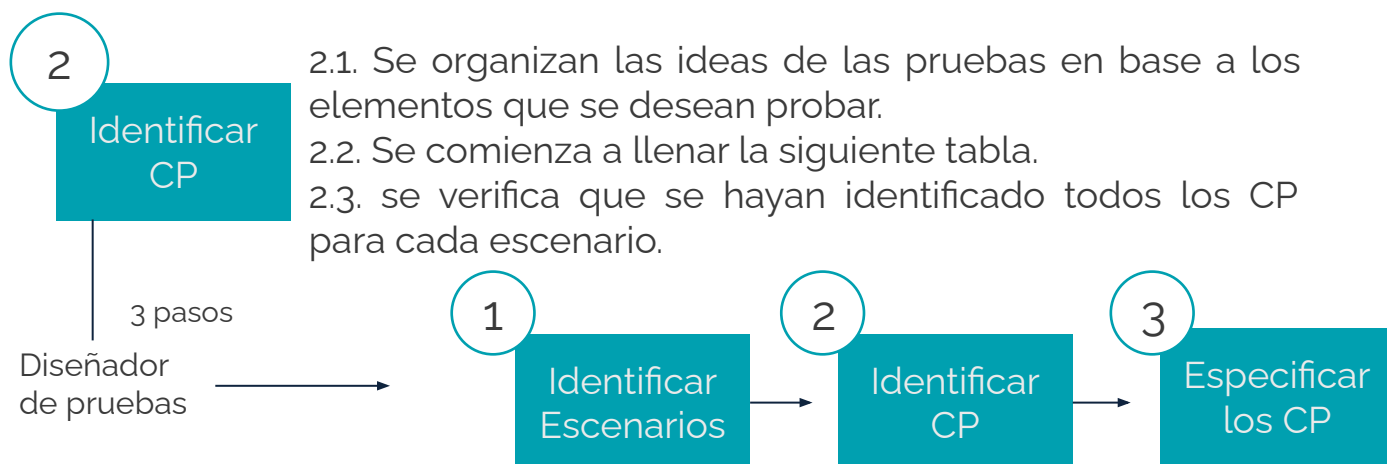 2
Identificar
CP
2.1. Se organizan las ideas de las pruebas en base a los
elementos que se desean probar.
2.2. Se comienza a llenar la siguiente tabla.
2.3. se verifica que se hayan identificado todos los CP
para cada escenario.
3 pasos
Diseñador
de pruebas
1
Identificar
Escenarios
2
Identificar
CP
3
Especificar
los CP